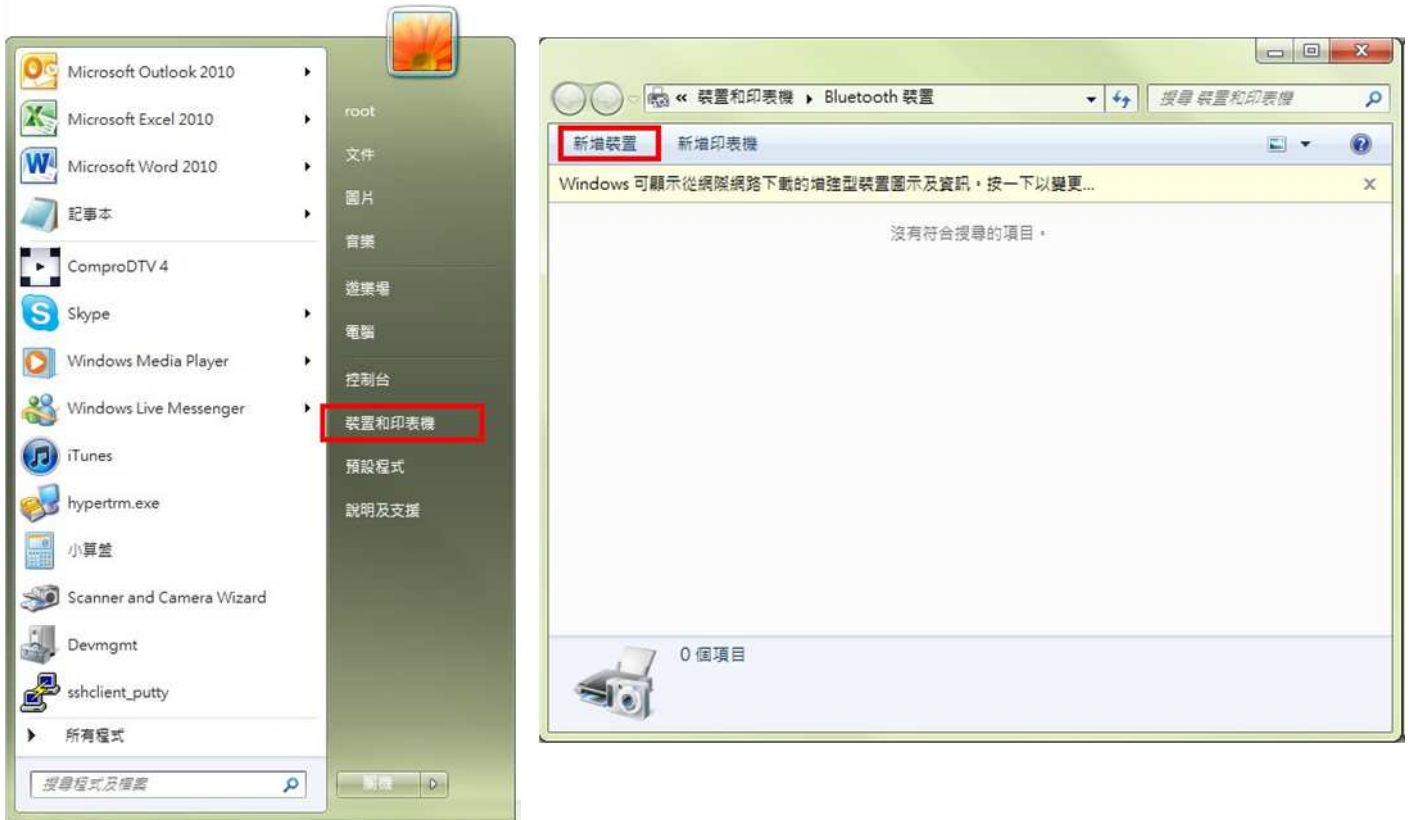 Microsoft Outlook 2010
Microsoft Excel 2010
Microsoft Word 2010
記事本
ComproDTV 4
Skype
Windows Media Player
Windows Live Messenger
iTunes
hypertrm.exe
小算盤
Scanner and Camera Wizard
Devmgmt
sshclient_putty
所有程式
搜尋程式及檔案
root
文件
圖片
音樂
遊樂場
電腦
控制台
裝置和印表機
預設程式
說明及支援
關機
« 裝置和印表機 ▸ Bluetooth 裝置
搜尋 裝置和印表機
新增裝置 新增印表機
Windows 可顯示從網際網路下載的增強型裝置圖示及資訊。按一下以變更...
沒有符合搜尋的項目。
0 個項目